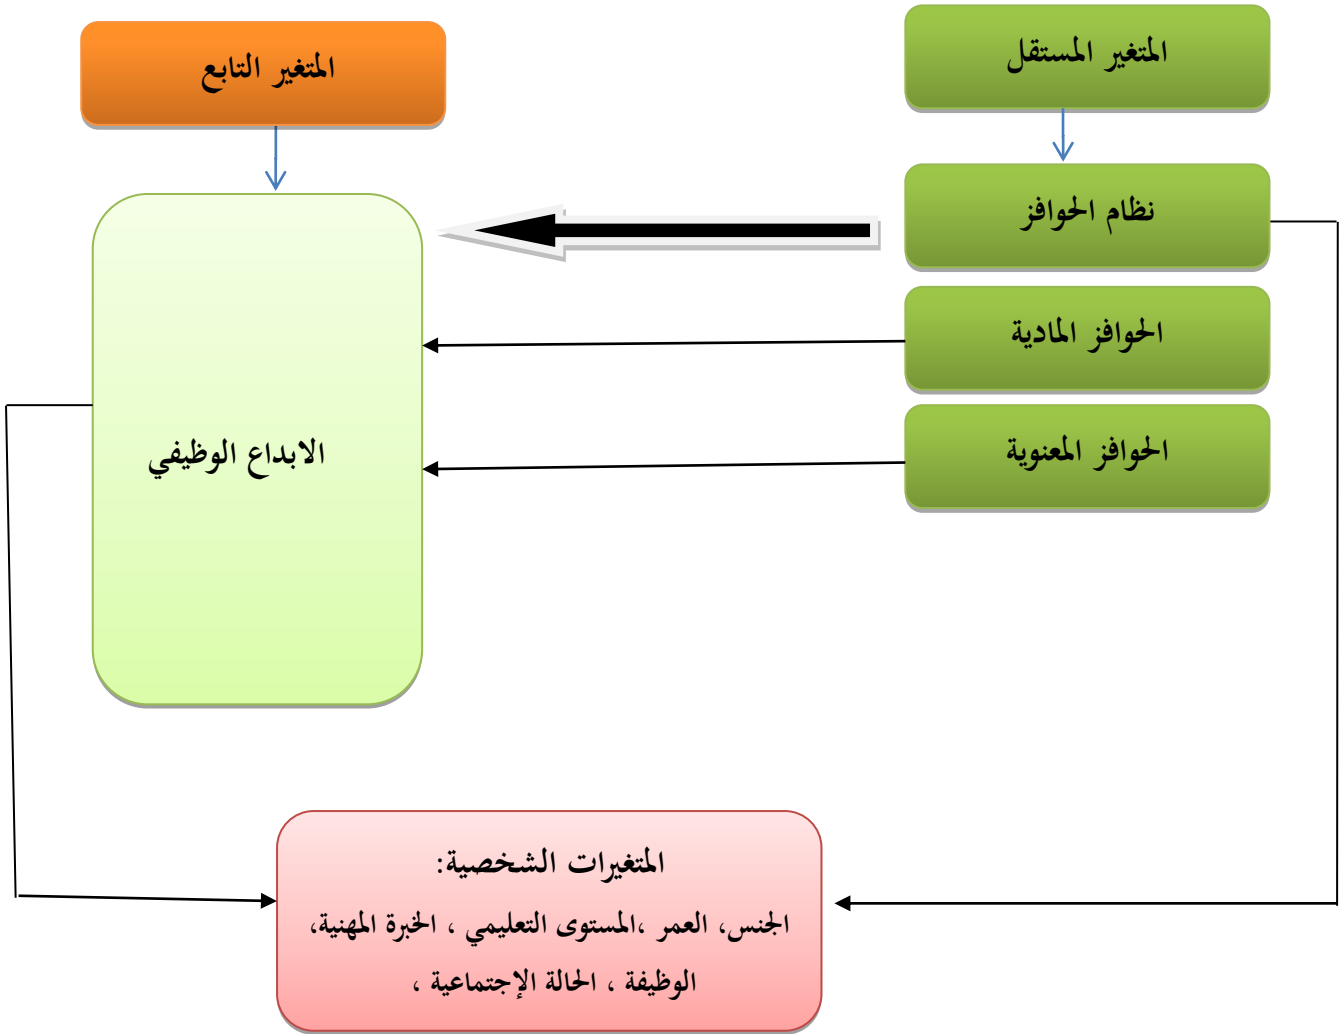 المتغير المستقل
المتغير التابع
نظام الحوافز
الحوافز المادية
الحوافز المعنوية
الابداع الوظيفي
المتغيرات الشخصية:
الجنس، العمر ،المستوى التعليمي ، الخبرة المهنية،
الوظيفة ، الحالة الإجتماعية ،